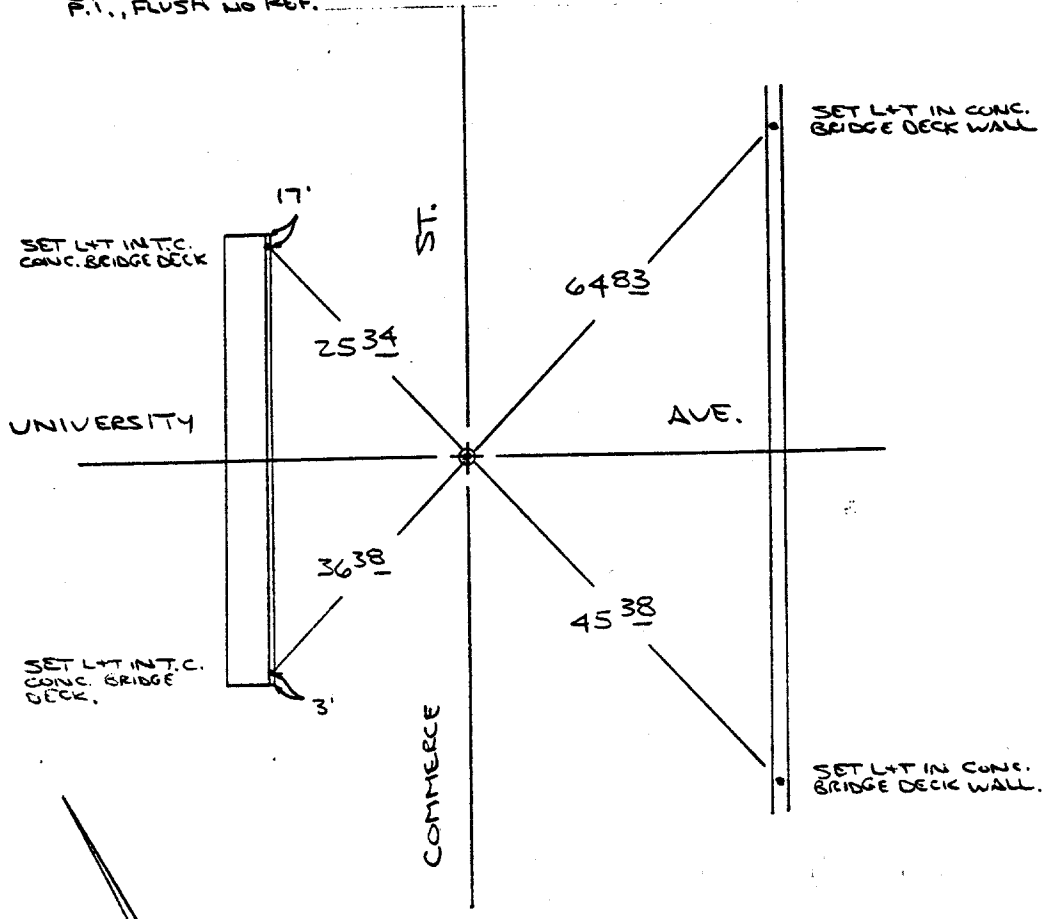 P.I., FLUSH NO REF.
SET L+T IN CONC.
BRIDGE DECK WALL
17'
ST.
SET L+T IN T.C.
CONC. BRIDGE DECK
6483
2534
UNIVERSITY
AVE.
3638
4538
SET L+T IN T.C.
CONC. BRIDGE
DECK.
3'
COMMERCE
SET L+T IN CONC.
BRIDGE DECK WALL.